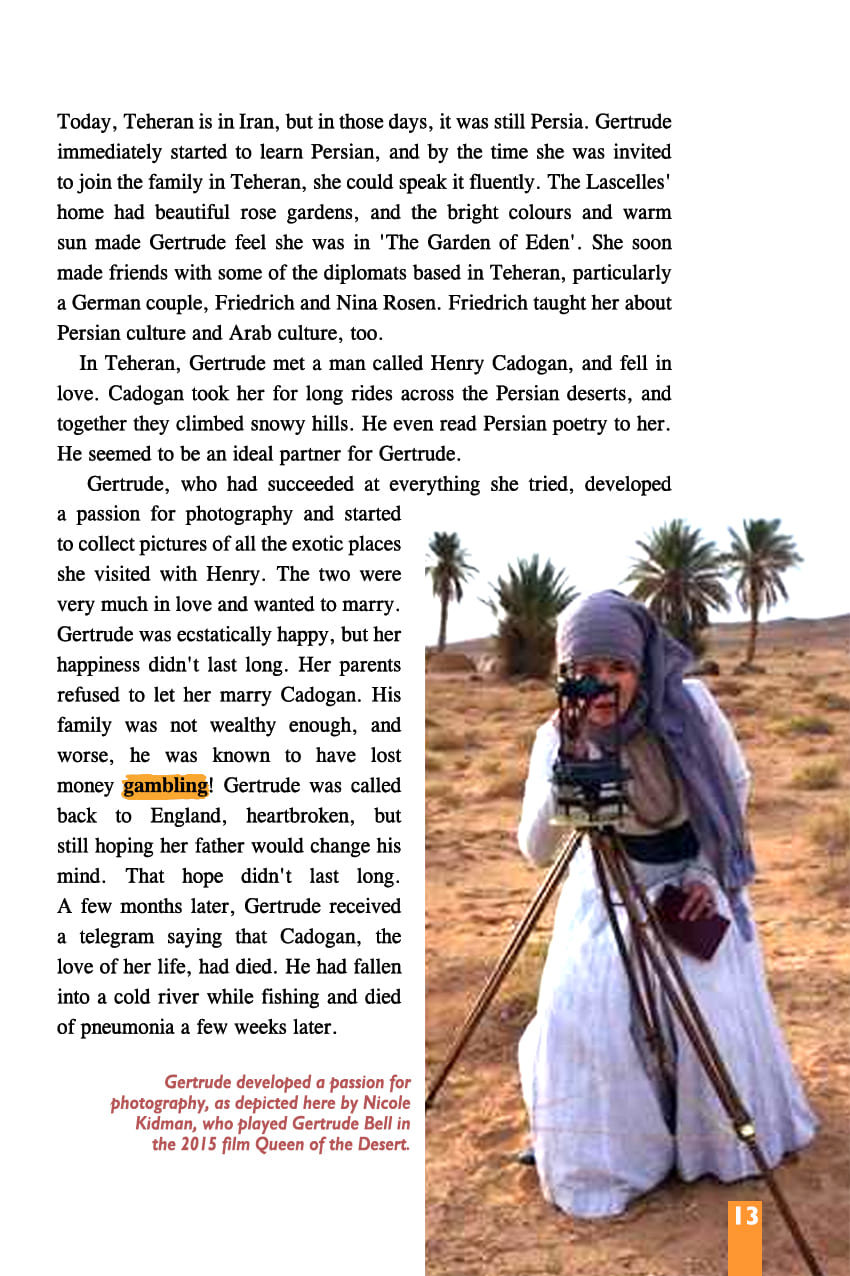 Today, Teheran is in Iran, but in those days, it was still Persia. Gertrude
immediately started to learn Persian, and by the time she was invited
to join the family in Teheran, she could speak it fluently. The Lascelles'
home had beautiful rose gardens, and the bright colours and warm
sun made Gertrude feel she was in 'The Garden of Eden'. She soon
made friends with some of the diplomats based in Teheran, particularly
a German couple, Friedrich and Nina Rosen. Friedrich taught her about
Persian culture and Arab culture, too.
In Teheran, Gertrude met a man called Henry Cadogan, and fell in
love. Cadogan took her for long rides across the Persian deserts, and
together they climbed snowy hills. He even read Persian poetry to her.
He seemed to be an ideal partner for Gertrude.
Gertrude, who had succeeded at everything she tried, developed
a passion for photography and started
to collect pictures of all the exotic places
she visited with Henry. The two were
very much in love and wanted to marry.
Gertrude was ecstatically happy, but her
happiness didn't last long. Her parents
refused to let her marry Cadogan. His
family was not wealthy enough, and
worse, he was known to have lost
money gambling! Gertrude was called
back to England, heartbroken, but
still hoping her father would change his
mind. That hope didn't last long.
A few months later, Gertrude received
a telegram saying that Cadogan, the
love of her life, had died. He had fallen
into a cold river while fishing and died
of pneumonia a few weeks later.
Gertrude developed a passion for
photography, as depicted here by Nicole
Kidman, who played Gertrude Bell in
the 2015 film Queen of the Desert.
13